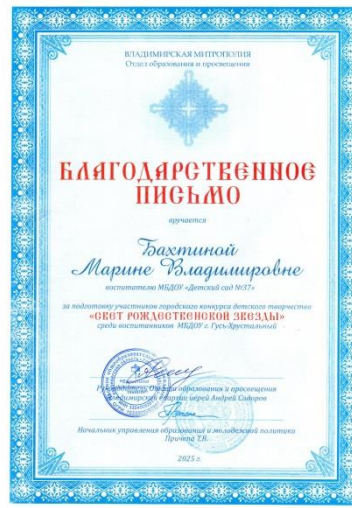 ВЛАДИМИРСКАЯ МИТРОПОЛИЯ
Отдел образования и просвещения
БЛАГОДАРСТВЕННОЕ
ПИСЬМО
вручается
Бахтиной
Марине Владимировне
воспитателю МБДОУ «Детский сад №37»
за подготовку участников городского конкурса детского творчества
«СВЕТ РОЖДЕСТВЕНСКОЙ ЗВЕЗДЫ»
среди воспитанников МБДОУ г. Гусь-Хрустальный
Руководитель Отдела образования и просвещения
Владимирской епархии иерей Андрей Сидоров
Начальник управления образования и молодежной политики
Причепа Т.В.
2025 г.